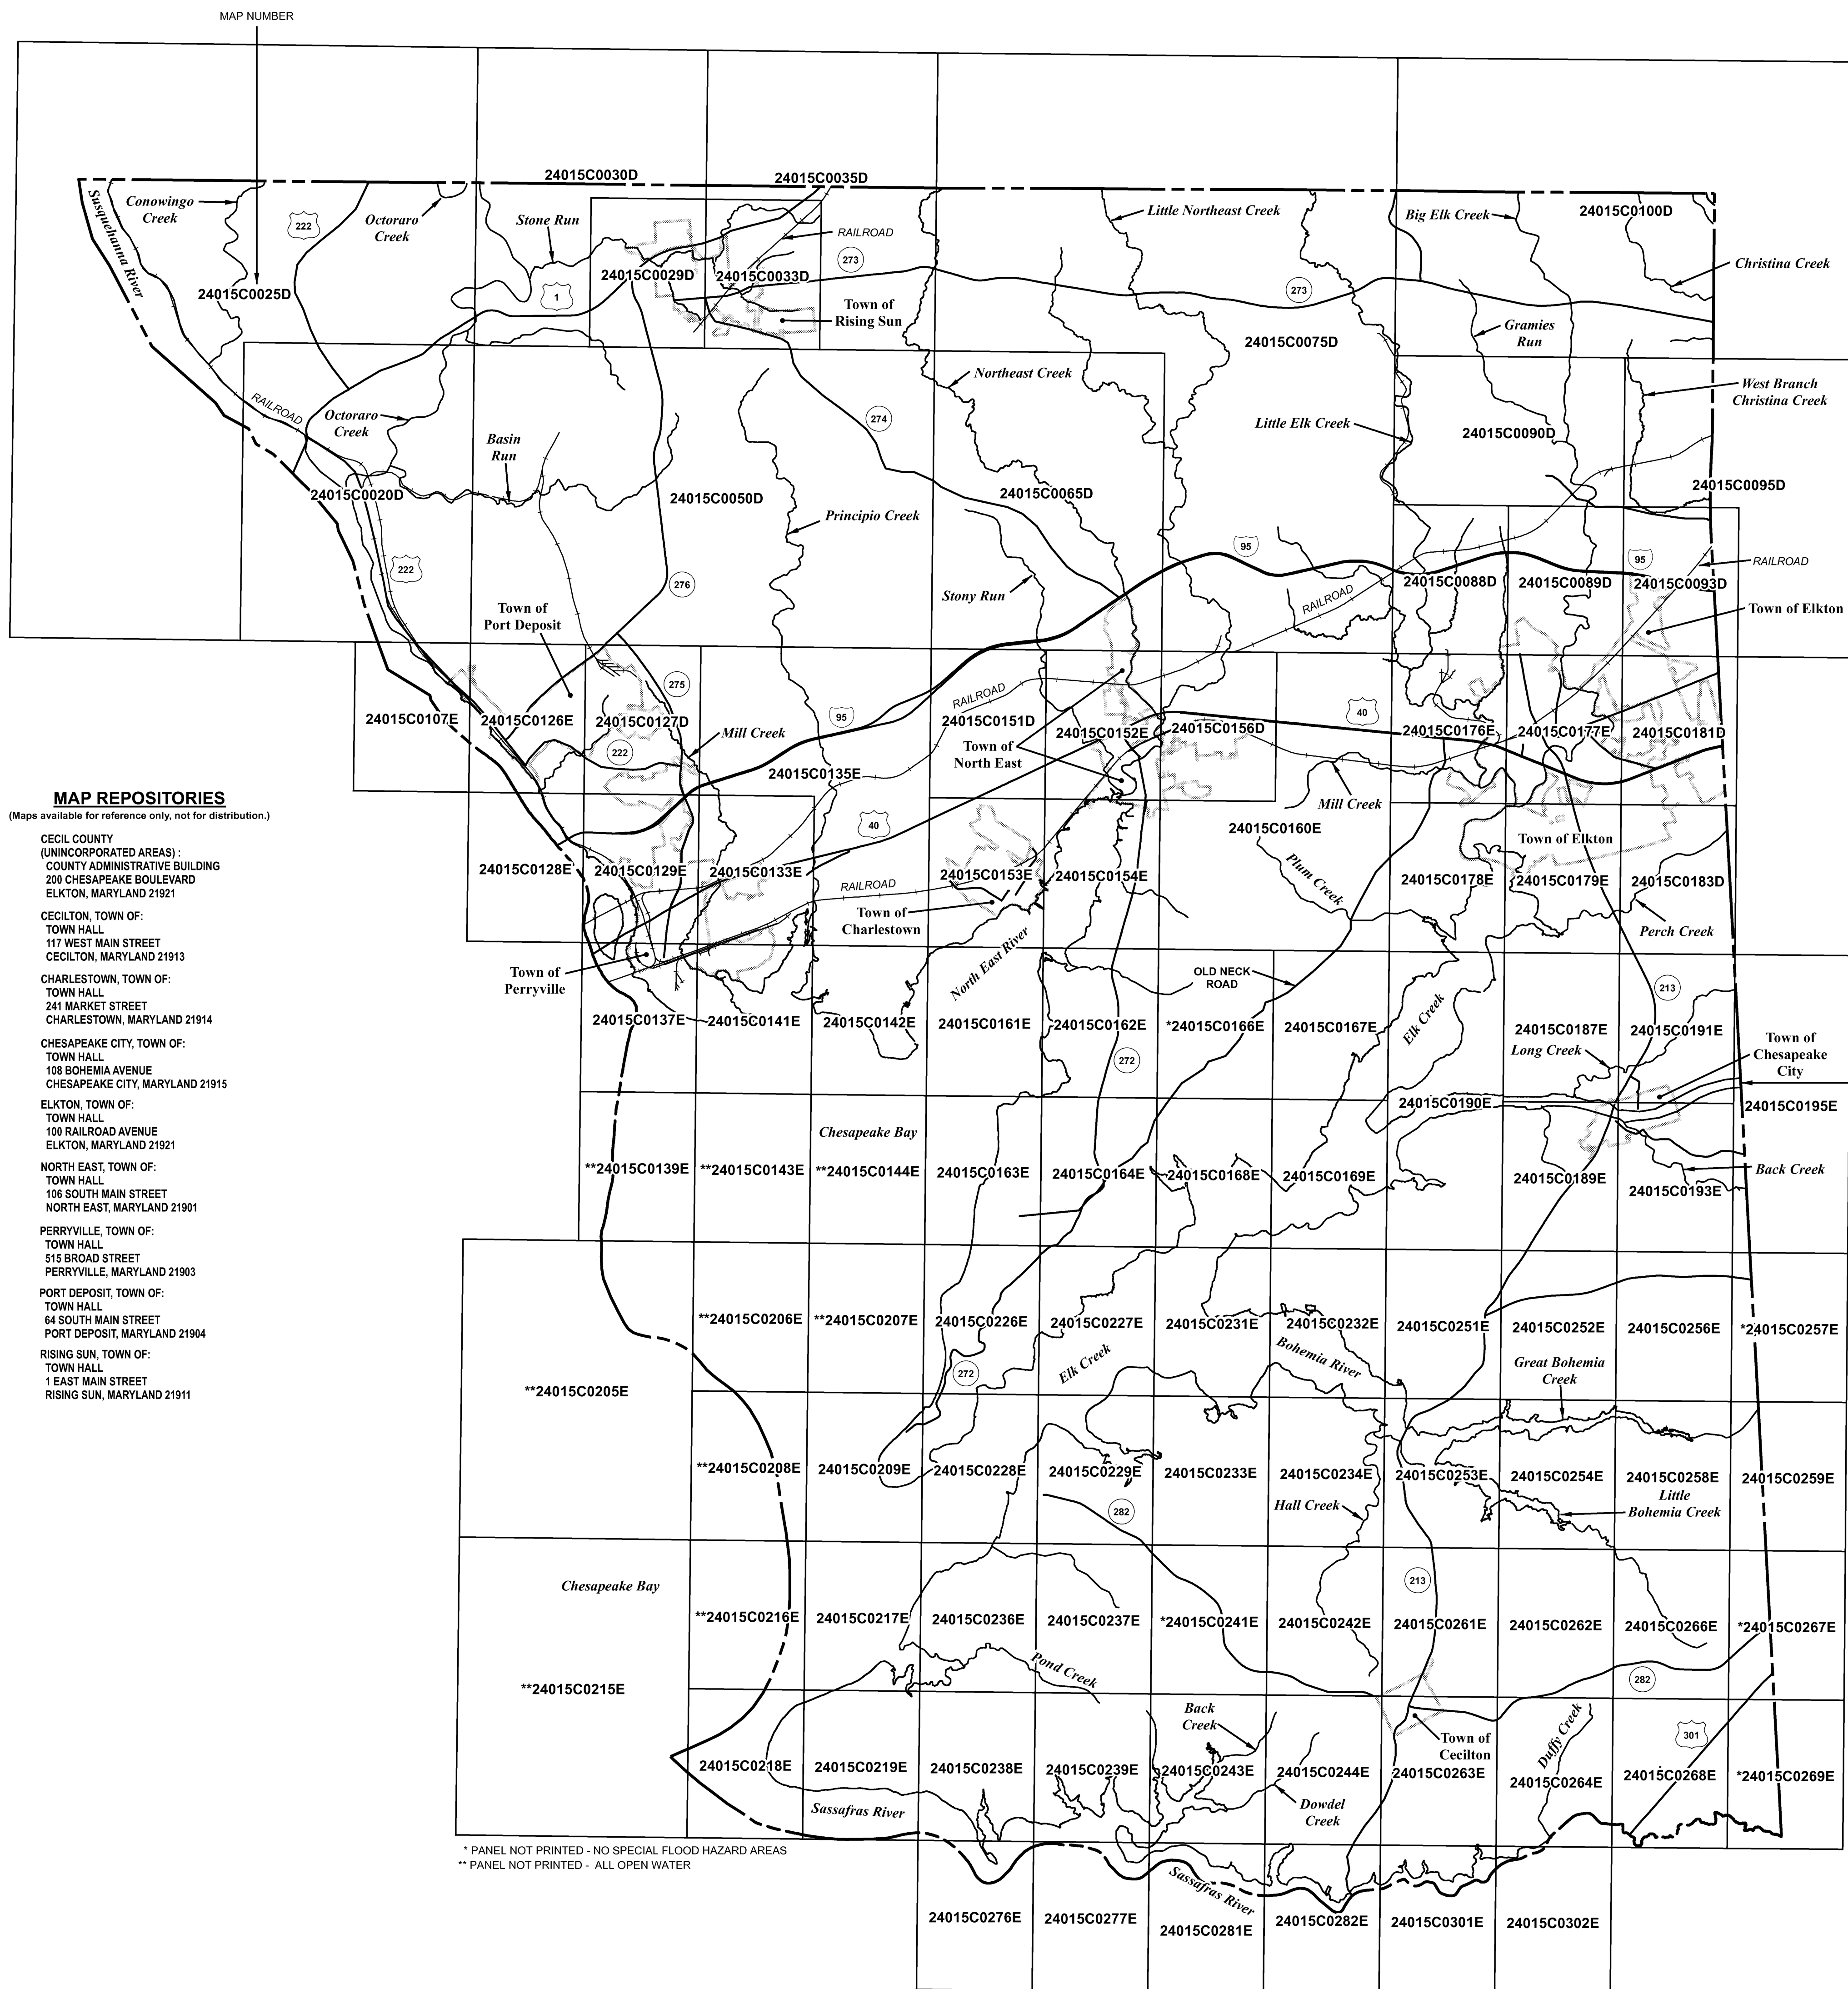 MAP NUMBER
24015C0030D
24015C0035D
Susquehanna River
Conowingo
Creek
222
Octoraro
Creek
Stone Run
RAILROAD
Little Northeast Creek
Big Elk Creek
24015C0100D
24015C0025D
1
24015C0029D
24015C0033D
273
Town of
Rising Sun
273
Christina Creek
Gramies
Run
24015C0075D
Northeast Creek
West Branch
Christina Creek
RAILROAD
Octoraro
Creek
Basin
Run
274
Little Elk Creek
24015C0090D
24015C0020D
24015C0050D
24015C0065D
24015C0095D
Principio Creek
222
276
Stony Run
95
RAILROAD
24015C0088D
24015C0089D
95
24015C0093D
RAILROAD
Town of
Port Deposit
Town of Elkton
275
24015C0107E
24015C0126E
24015C0127D
Mill Creek
222
95
RAILROAD
24015C0151D
24015C0152E
24015C0156D
40
24015C0176E
24015C0177E
24015C0181D
Town of
North East
24015C0135E
Mill Creek
MAP REPOSITORIES
(Maps available for reference only, not for distribution.)
CECIL COUNTY
(UNINCORPORATED AREAS) :
COUNTY ADMINISTRATIVE BUILDING
200 CHESAPEAKE BOULEVARD
ELKTON, MARYLAND 21921
CECILTON, TOWN OF:
TOWN HALL
117 WEST MAIN STREET
CECILTON, MARYLAND 21913
CHARLESTOWN, TOWN OF:
TOWN HALL
241 MARKET STREET
CHARLESTOWN, MARYLAND 21914
CHESAPEAKE CITY, TOWN OF:
TOWN HALL
108 BOHEMIA AVENUE
CHESAPEAKE CITY, MARYLAND 21915
ELKTON, TOWN OF:
TOWN HALL
100 RAILROAD AVENUE
ELKTON, MARYLAND 21921
NORTH EAST, TOWN OF:
TOWN HALL
106 SOUTH MAIN STREET
NORTH EAST, MARYLAND 21901
PERRYVILLE, TOWN OF:
TOWN HALL
515 BROAD STREET
PERRYVILLE, MARYLAND 21903
PORT DEPOSIT, TOWN OF:
TOWN HALL
64 SOUTH MAIN STREET
PORT DEPOSIT, MARYLAND 21904
RISING SUN, TOWN OF:
TOWN HALL
1 EAST MAIN STREET
RISING SUN, MARYLAND 21911
40
24015C0160E
Town of Elkton
24015C0128E
24015C0129E
24015C0133E
RAILROAD
24015C0153E
24015C0154E
Plum Creek
24015C0178E
24015C0179E
24015C0183D
Town of
Charlestown
Perch Creek
Town of
Perryville
North East River
OLD NECK
ROAD
Elk Creek
213
24015C0137E
24015C0141E
24015C0142E
24015C0161E
24015C0162E
*24015C0166E
24015C0167E
24015C0187E
24015C0191E
Long Creek
Town of
Chesapeake
City
272
24015C0190E
24015C0195E
Chesapeake Bay
**24015C0139E
**24015C0143E
**24015C0144E
24015C0163E
24015C0164E
24015C0168E
24015C0169E
24015C0189E
24015C0193E
Back Creek
**24015C0206E
**24015C0207E
24015C0226E
24015C0227E
24015C0231E
24015C0232E
24015C0251E
24015C0252E
24015C0256E
*24015C0257E
272
Elk Creek
Bohemia River
Great Bohemia
Creek
**24015C0205E
**24015C0208E
24015C0209E
24015C0228E
24015C0229E
24015C0233E
24015C0234E
24015C0253E
24015C0254E
24015C0258E
24015C0259E
Little
Bohemia Creek
282
Hall Creek
Chesapeake Bay
213
**24015C0216E
24015C0217E
24015C0236E
24015C0237E
*24015C0241E
24015C0242E
24015C0261E
24015C0262E
24015C0266E
*24015C0267E
Pond Creek
282
**24015C0215E
Back
Creek
Town of
Cecilton
Duffy Creek
301
24015C0218E
24015C0219E
24015C0238E
24015C0239E
24015C0243E
24015C0244E
24015C0263E
24015C0264E
24015C0268E
*24015C0269E
Sassafras River
Dowdel
Creek
* PANEL NOT PRINTED - NO SPECIAL FLOOD HAZARD AREAS
** PANEL NOT PRINTED - ALL OPEN WATER
Sassafras River
24015C0276E
24015C0277E
24015C0281E
24015C0282E
24015C0301E
24015C0302E